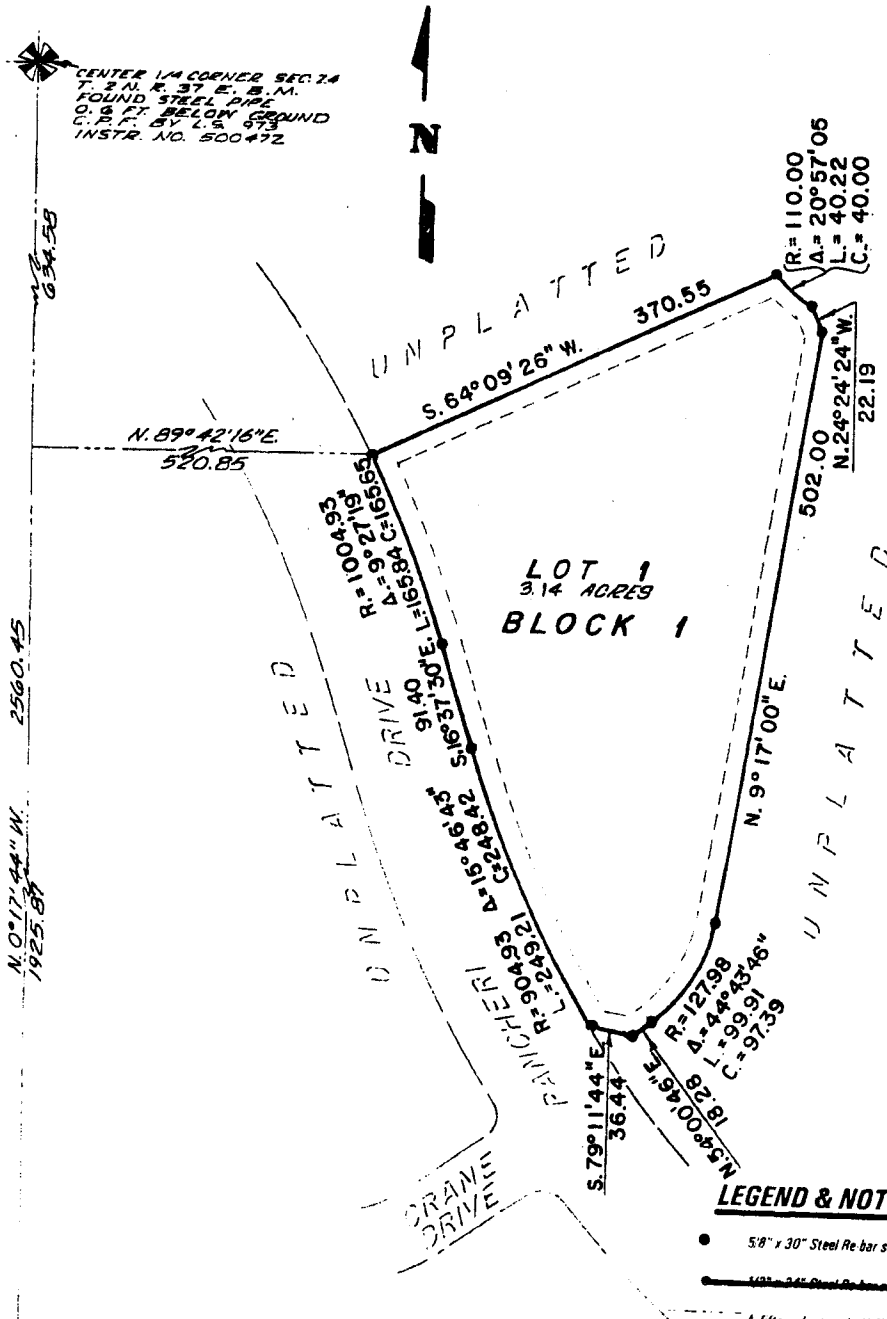 CENTER 1/4 CORNER SEC. 24
T. 2 N. R. 37 E. B.M.
FOUND STEEL PIPE
0.6 FT. BELOW GROUND
C.P.F. BY L.S. 973
INSTR. NO. 500472
N
634.58
UNPLATTED
R.=110.00
Δ.=20°57'05
L.=40.22
C.=40.00
370.55
S.64°09'26"W.
N.24°24'24"W.
22.19
N.89°42'16"E.
520.85
R.=1004.93
Δ.=9°27'19"
L.=165.84 C.=165.65
502.00
LOT 1
3.14 ACRES
BLOCK 1
UNPLATTED
2560.45
91.40
S.16°37'30"E.
DRIVE
UNPLATTED
N.9°17'00"E.
N.0°17'44"W.
1925.87
Δ=15°46'43"
C=248.42
R=904.93
L.=249.21
PANCHERI
R.=127.98
Δ.=44°43'46"
L.=99.91
C.=97.39
S.79°11'44"E.
36.44
N.54°00'46"E
18.28
CRANE
DRIVE
LEGEND & NOT
5/8" x 30" Steel Re-bar s
1/2" x 24" Steel Re-bar